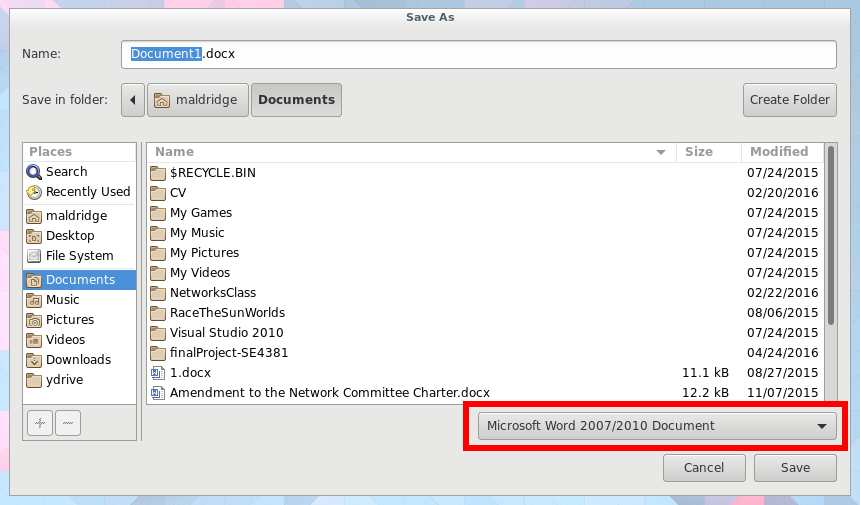 Save As
Name:
Document1.docx
Save in folder:
maldridge
Documents
Create Folder
Places
Search
Recently Used
maldridge
Desktop
File System
Documents
Music
Pictures
Videos
Downloads
ydrive
Name Size Modified
$RECYCLE.BIN 07/24/2015
CV 02/20/2016
My Games 07/24/2015
My Music 07/24/2015
My Pictures 07/24/2015
My Videos 07/24/2015
NetworksClass 02/22/2016
RaceTheSunWorlds 08/06/2015
Visual Studio 2010 07/24/2015
finalProject-SE4381 04/24/2016
1.docx 11.1 kB 08/27/2015
Amendment to the Network Committee Charter.docx 12.2 kB 11/07/2015
Microsoft Word 2007/2010 Document
Cancel
Save